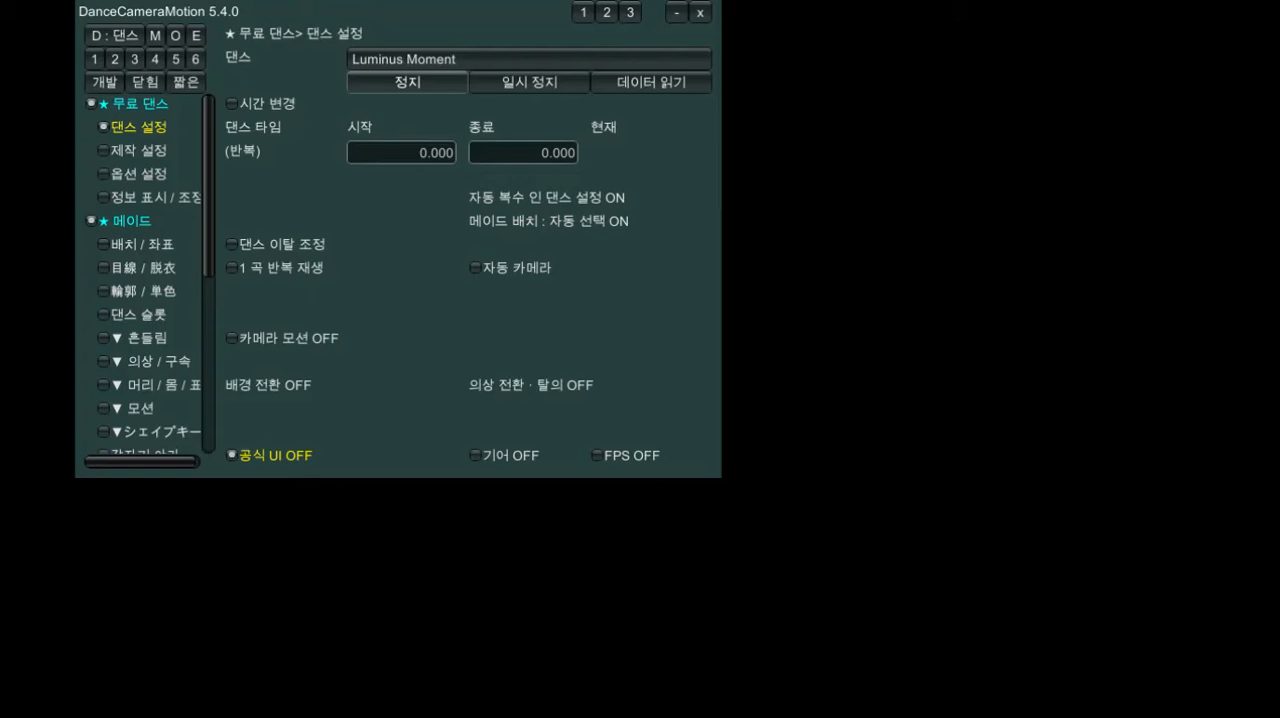 DanceCameraMotion 5.4.0
1 2 3 - x
D : 댄스 M O E
★ 무료 댄스> 댄스 설정
1 2 3 4 5 6
댄스
Luminus Moment
개발 닫힘 짧은
정지 일시 정지 데이터 읽기
★ 무료 댄스
시간 변경
댄스 설정
댄스 타임 시작 종료 현재
제작 설정
(반복) 0.000 0.000
옵션 설정
정보 표시 / 조정
자동 복수 인 댄스 설정 ON
★ 메이드
메이드 배치 : 자동 선택 ON
배치 / 좌표
댄스 이탈 조정
目線 / 脱衣
1 곡 반복 재생 자동 카메라
輪郭 / 単色
댄스 슬롯
▼ 흔들림
카메라 모션 OFF
▼ 의상 / 구속
▼ 머리 / 몸 / 표
배경 전환 OFF 의상 전환 · 탈의 OFF
▼ 모션
▼シェイプキー
공식 UI OFF 기어 OFF FPS OFF